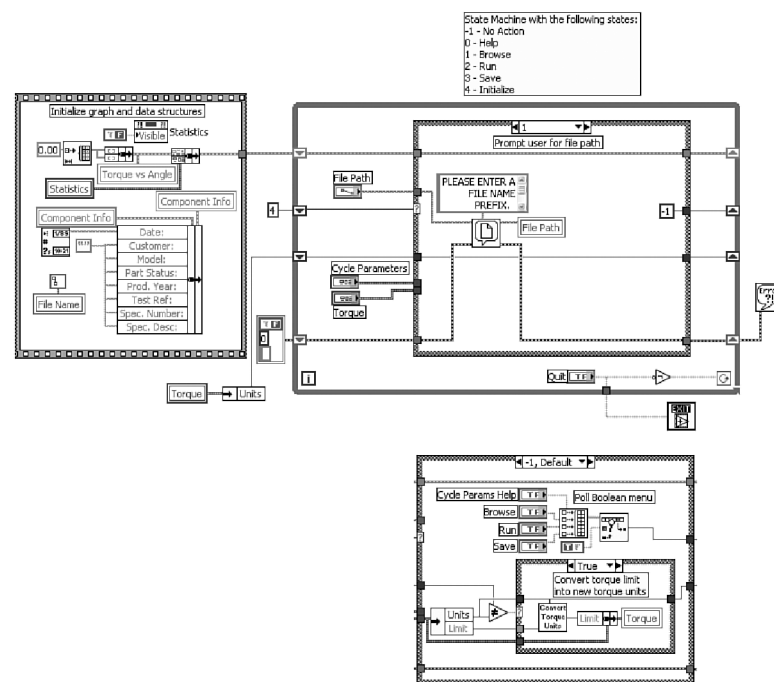 State Machine with the following states:
-1 - No Action
0 - Help
1 - Browse
2 - Run
3 - Save
4 - Initialize
Initialize graph and data structures
Visible
Statistics
0.00
Torque vs Angle
Statistics
Component Info
Component Info
Date:
Customer:
Model:
Part Status:
Prod. Year:
Test Ref:
Spec. Number:
Spec. Desc:
File Name
1
Prompt user for file path
File Path
PLEASE ENTER A
FILE NAME
PREFIX.
File Path
4
-1
Cycle Parameters
Torque
0
i
Quit
EXIT
Torque
Units
-1, Default
Cycle Params Help
Poll Boolean menu
Browse
Run
Save
True
Convert torque limit
into new torque units
Units
Limit
Convert
Torque
Units
Limit
Torque